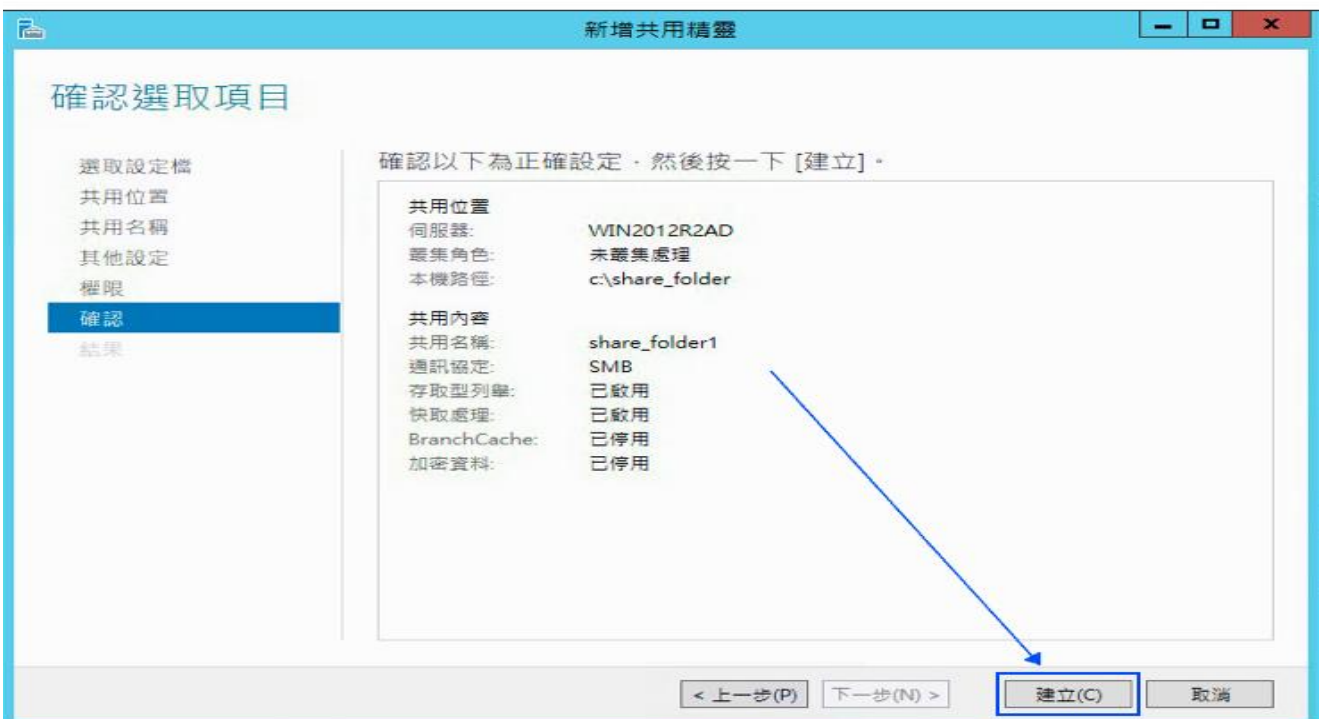 新增共用精靈
確認選取項目
選取設定檔
共用位置
共用名稱
其他設定
權限
確認
結果
確認以下為正確設定，然後按一下 [建立]。
共用位置
伺服器: WIN2012R2AD
叢集角色: 未叢集處理
本機路徑: c:\share_folder
共用內容
共用名稱: share_folder1
通訊協定: SMB
存取型列舉: 已啟用
快取處理: 已啟用
BranchCache: 已停用
加密資料: 已停用
< 上一步(P) 下一步(N) > 建立(C) 取消